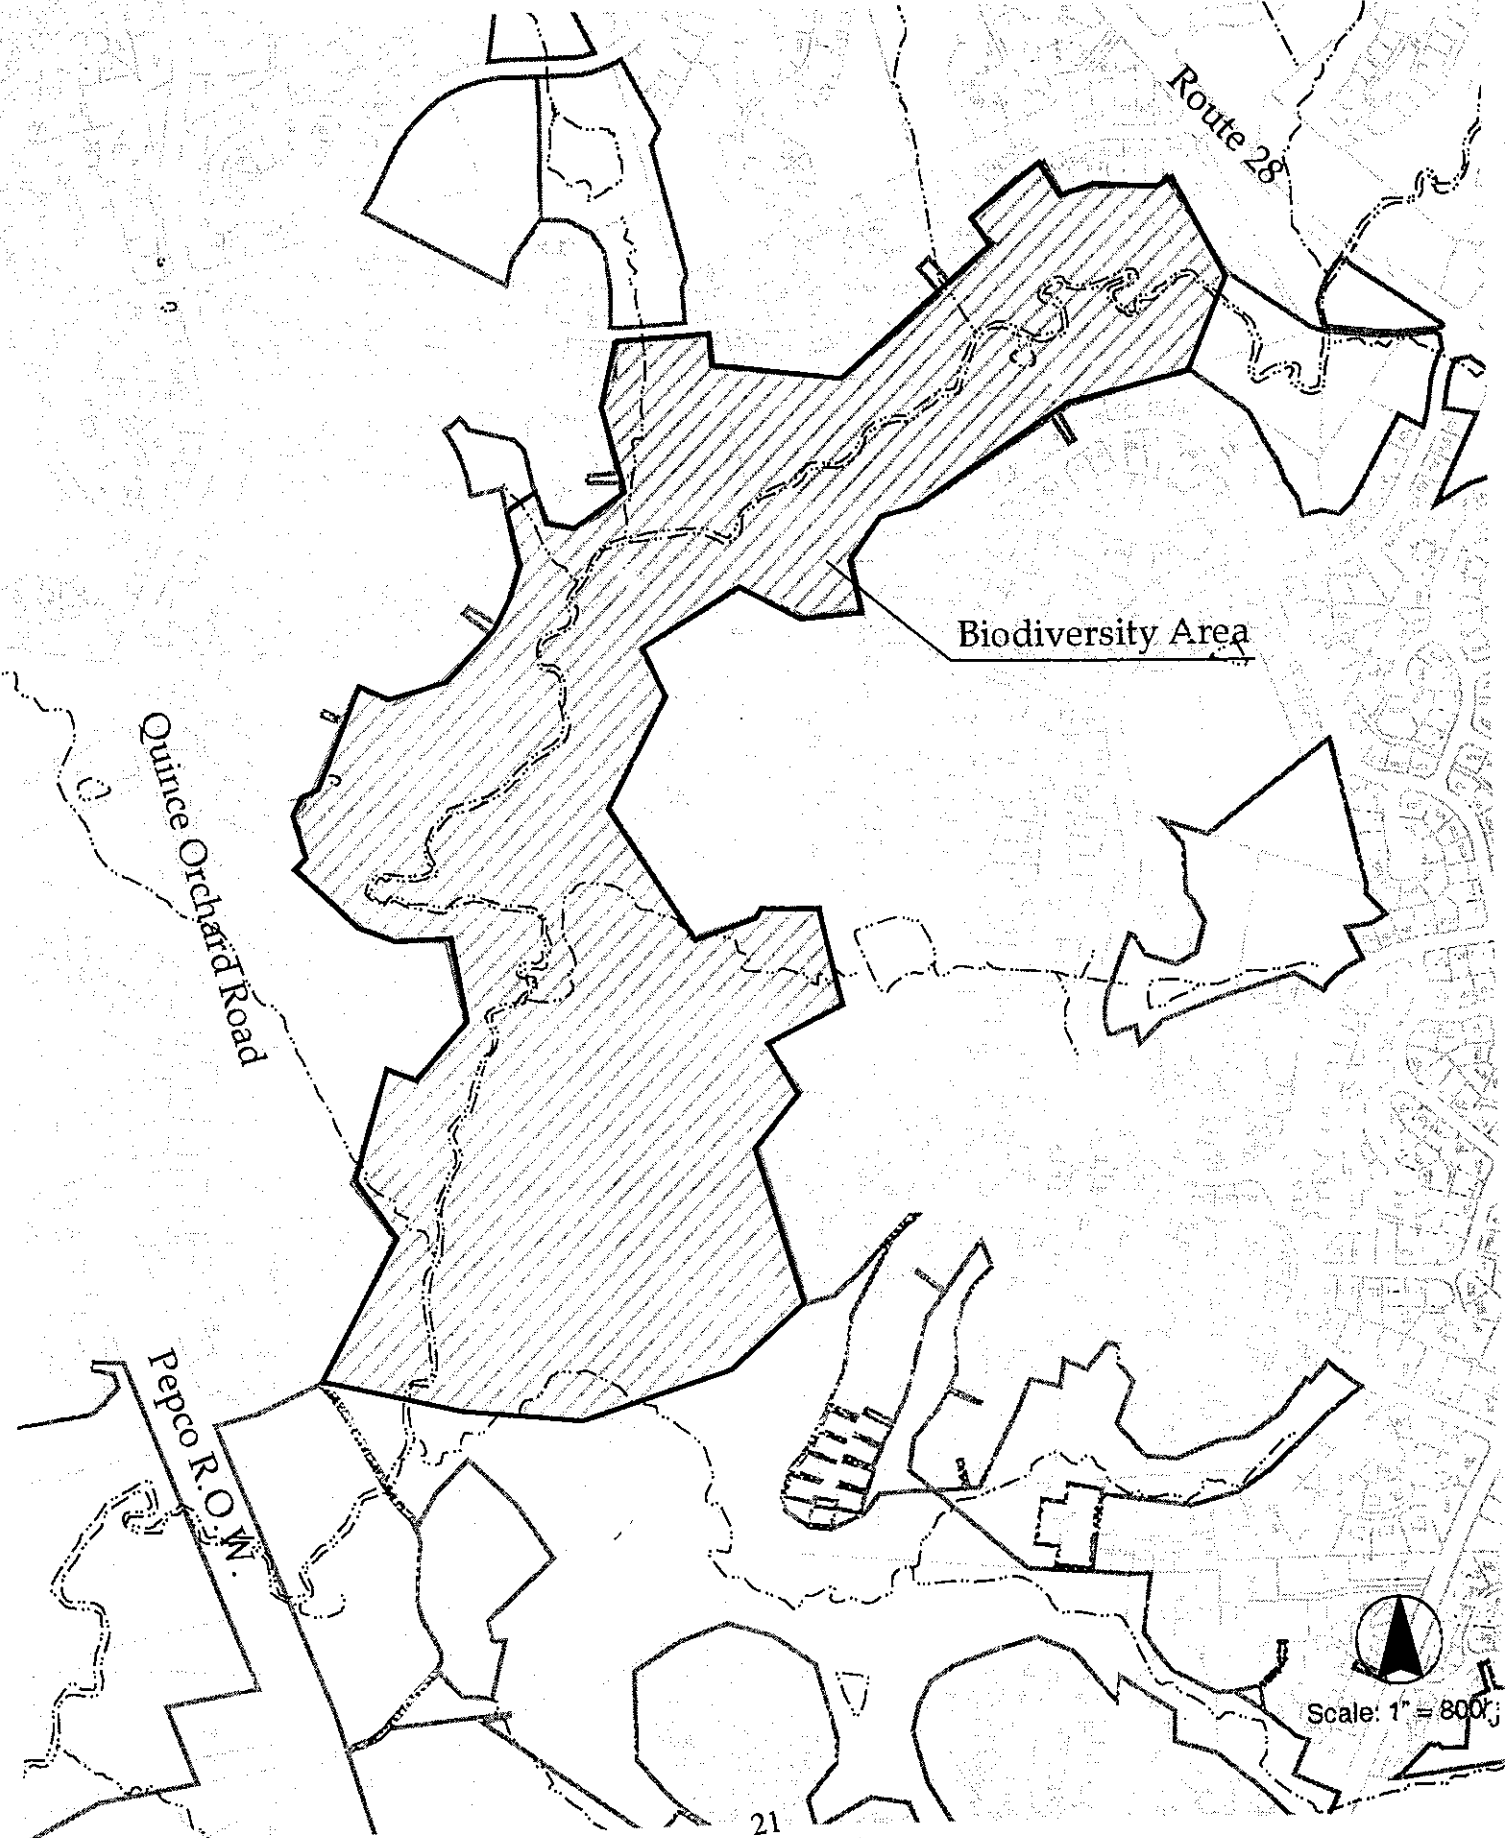 Route 28
Biodiversity Area
Quince Orchard Road
Pepco R.O.W.
Scale: 1" = 800'
21